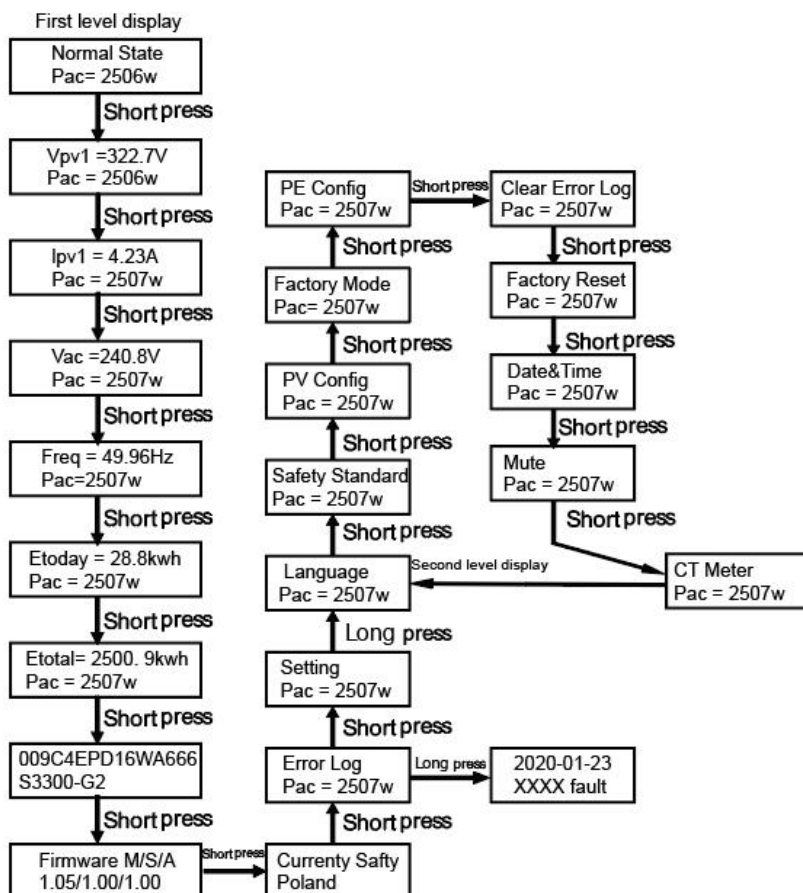 First level display
Normal State
Pac= 2506w
Short press
Vpv1 =322.7V
Pac = 2506w
Short press
Ipv1 = 4.23A
Pac = 2507w
Short press
Vac =240.8V
Pac = 2507w
Short press
Freq = 49.96Hz
Pac=2507w
Short press
Etoday = 28.8kwh
Pac = 2507w
Short press
Etotal= 2500. 9kwh
Pac = 2507w
Short press
009C4EPD16WA666
S3300-G2
Short press
Firmware M/S/A
1.05/1.00/1.00
Short press
Currenty Safty
Poland
Short press
Error Log
Pac = 2507w
Long press
2020-01-23
XXXX fault
Short press
Setting
Pac = 2507w
Long press
Language
Pac = 2507w
Short press
Safety Standard
Pac = 2507w
Short press
PV Config
Pac = 2507w
Short press
Factory Mode
Pac= 2507w
Short press
PE Config
Pac = 2507w
Short press
Clear Error Log
Pac = 2507w
Short press
Factory Reset
Pac = 2507w
Short press
Date&Time
Pac = 2507w
Short press
Mute
Pac = 2507w
Short press
CT Meter
Pac = 2507w
Second level display